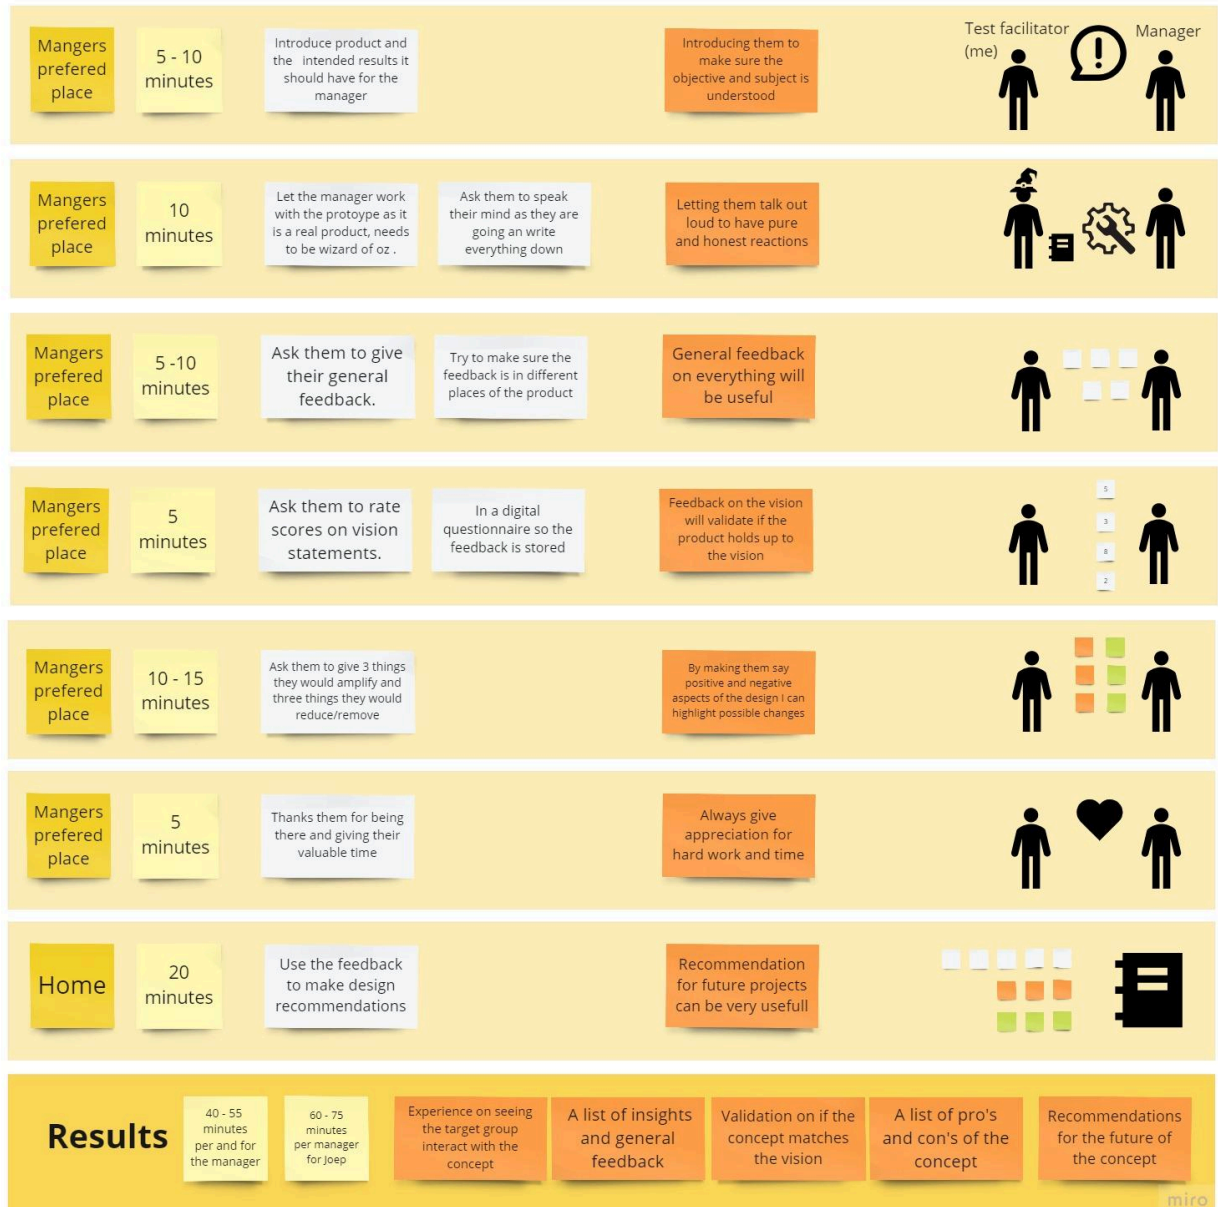 Mangers
prefered
place
5 - 10
minutes
Introduce product and
the intended results it
should have for the
manager
Introducing them to
make sure the
objective and subject is
understood
Test facilitator
(me)
Manager
Mangers
prefered
place
10
minutes
Let the manager work
with the protoype as it
is a real product, needs
to be wizard of oz .
Ask them to speak
their mind as they are
going an write
everything down
Letting them talk out
loud to have pure
and honest reactions
Mangers
prefered
place
5 -10
minutes
Ask them to give
their general
feedback.
Try to make sure the
feedback is in different
places of the product
General feedback
on everything will
be useful
Mangers
prefered
place
5
minutes
Ask them to rate
scores on vision
statements.
In a digital
questionnaire so the
feedback is stored
Feedback on the vision
will validate if the
product holds up to
the vision
5
3
8
2
Mangers
prefered
place
10 - 15
minutes
Ask them to give 3 things
they would amplify and
three things they would
reduce/remove
By making them say
positive and negative
aspects of the design I can
highlight possible changes
Mangers
prefered
place
5
minutes
Thanks them for being
there and giving their
valuable time
Always give
appreciation for
hard work and time
Home
20
minutes
Use the feedback
to make design
recommendations
Recommendation
for future projects
can be very usefull
Results
40 - 55
minutes
per and for
the manager
60 - 75
minutes
per manager
for Joep
Experience on seeing
the target group
interact with the
concept
A list of insights
and general
feedback
Validation on if the
concept matches
the vision
A list of pro's
and con's of the
concept
Recommendations
for the future of
the concept
miro